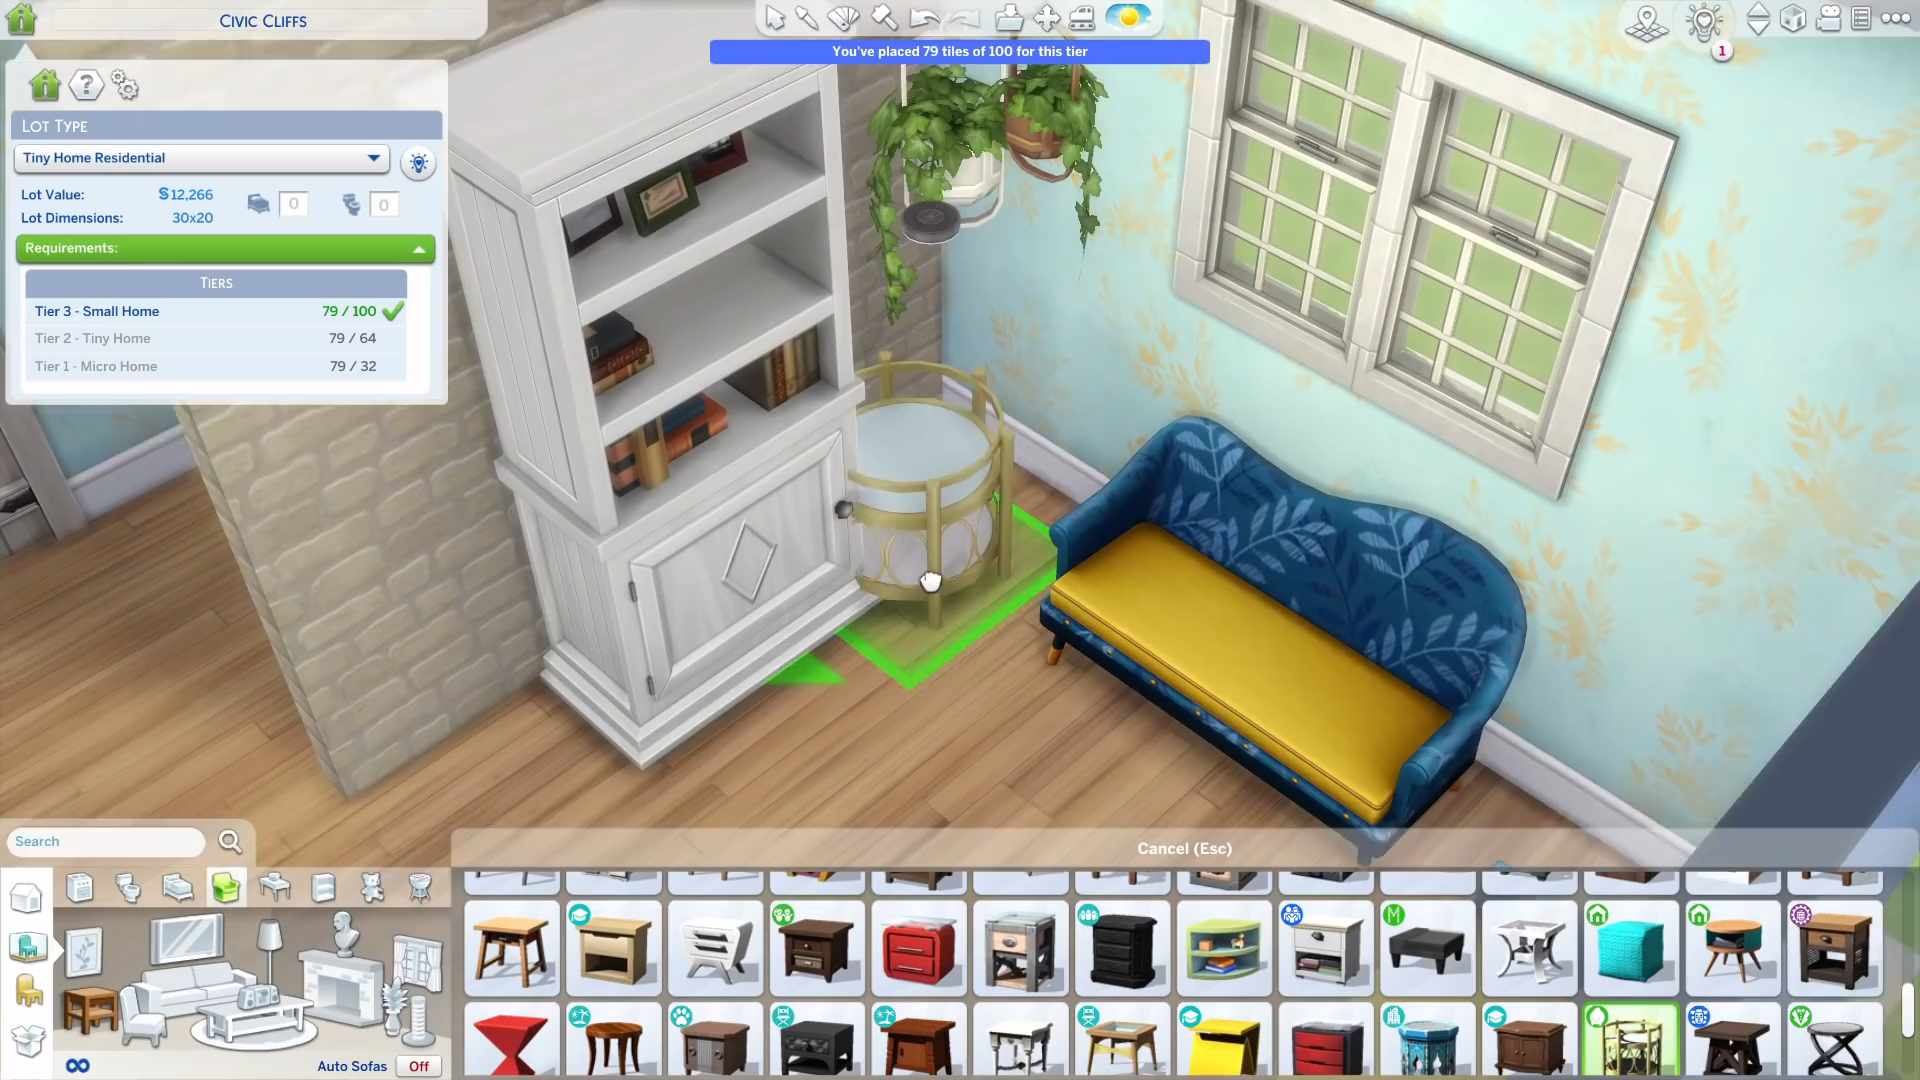 CIVIC CLIFFS
You've placed 79 tiles of 100 for this tier
1
LOT TYPE
Tiny Home Residential
Lot Value: §12,266
0
0
Lot Dimensions: 30x20
Requirements:
TIERS
Tier 3 - Small Home 79 / 100
Tier 2 - Tiny Home 79 / 64
Tier 1 - Micro Home 79 / 32
Search
Cancel (Esc)
M
Auto Sofas Off